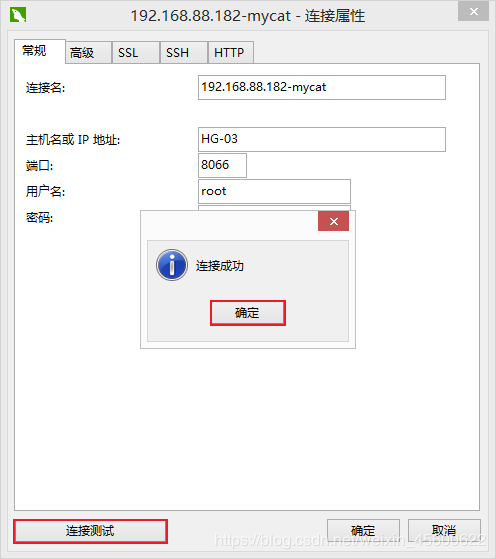 192.168.88.182-mycat - 连接属性
常规 高级 SSL SSH HTTP
连接名: 192.168.88.182-mycat
主机名或 IP 地址: HG-03
端口: 8066
用户名: root
密码:
连接成功
确定
连接测试 确定 取消
https://blog.csdn.net/weixin_45600622